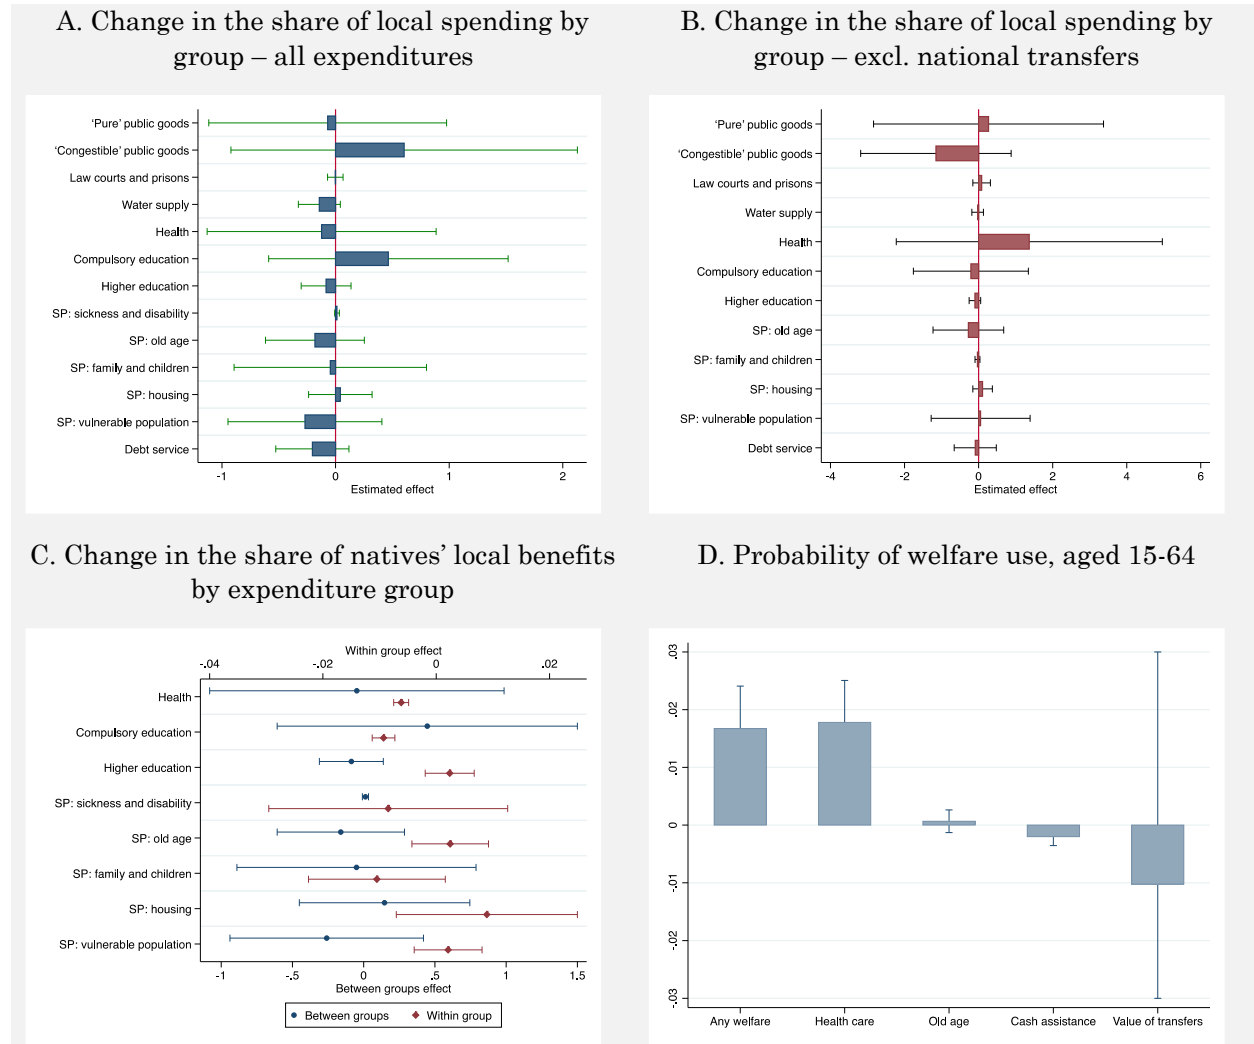 A. Change in the share of local spending by
group – all expenditures
'Pure' public goods
'Congestible' public goods
Law courts and prisons
Water supply
Health
Compulsory education
Higher education
SP: sickness and disability
SP: old age
SP: family and children
SP: housing
SP: vulnerable population
Debt service
-1 0 1 2
Estimated effect
B. Change in the share of local spending by
group – excl. national transfers
'Pure' public goods
'Congestible' public goods
Law courts and prisons
Water supply
Health
Compulsory education
Higher education
SP: old age
SP: family and children
SP: housing
SP: vulnerable population
Debt service
-4 -2 0 2 4 6
Estimated effect
C. Change in the share of natives' local benefits
by expenditure group
Within group effect
-.04 -.02 0 .02
Health
Compulsory education
Higher education
SP: sickness and disability
SP: old age
SP: family and children
SP: housing
SP: vulnerable population
-1 -.5 0 .5 1 1.5
Between groups effect
Between groups Within group
D. Probability of welfare use, aged 15-64
.03
.02
.01
0
-.01
-.02
-.03
Any welfare Health care Old age Cash assistance Value of transfers